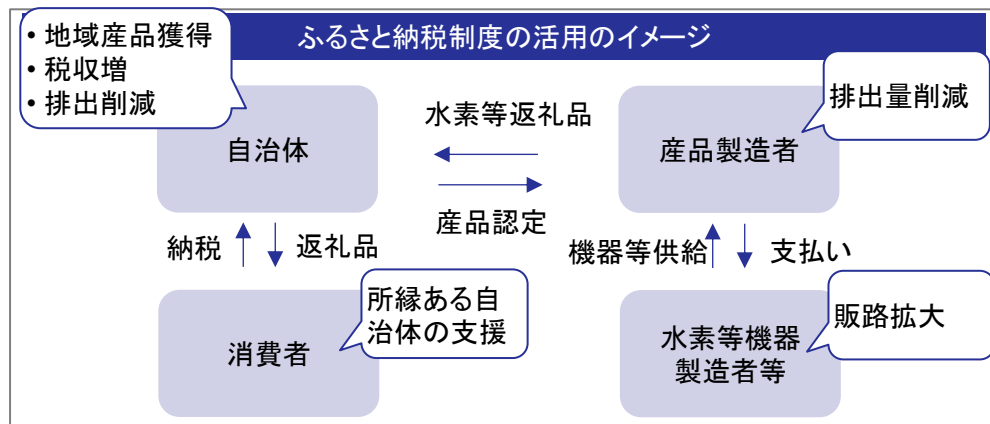 ふるさと納税制度の活用のイメージ
• 地域産品獲得
• 税収増
• 排出削減
自治体
水素等返礼品
産品認定
排出量削減
産品製造者
納税
返礼品
機器等供給
支払い
所縁ある自
治体の支援
消費者
販路拡大
水素等機器
製造者等